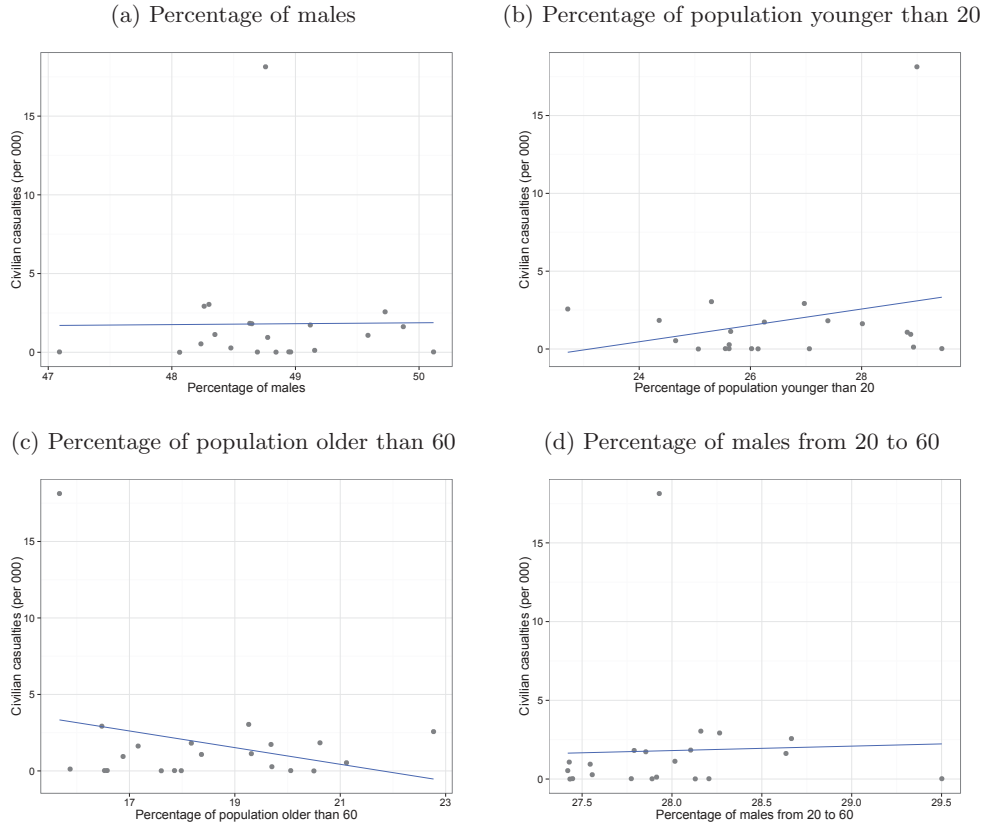 (a) Percentage of males
(b) Percentage of population younger than 20
Civilian casualties (per 000)
15
10
5
0
47
48
49
50
Percentage of males
Civilian casualties (per 000)
15
10
5
0
24
26
28
Percentage of population younger than 20
(c) Percentage of population older than 60
(d) Percentage of males from 20 to 60
Civilian casualties (per 000)
15
10
5
0
17
19
21
23
Percentage of population older than 60
Civilian casualties (per 000)
15
10
5
0
27.5
28.0
28.5
29.0
29.5
Percentage of males from 20 to 60